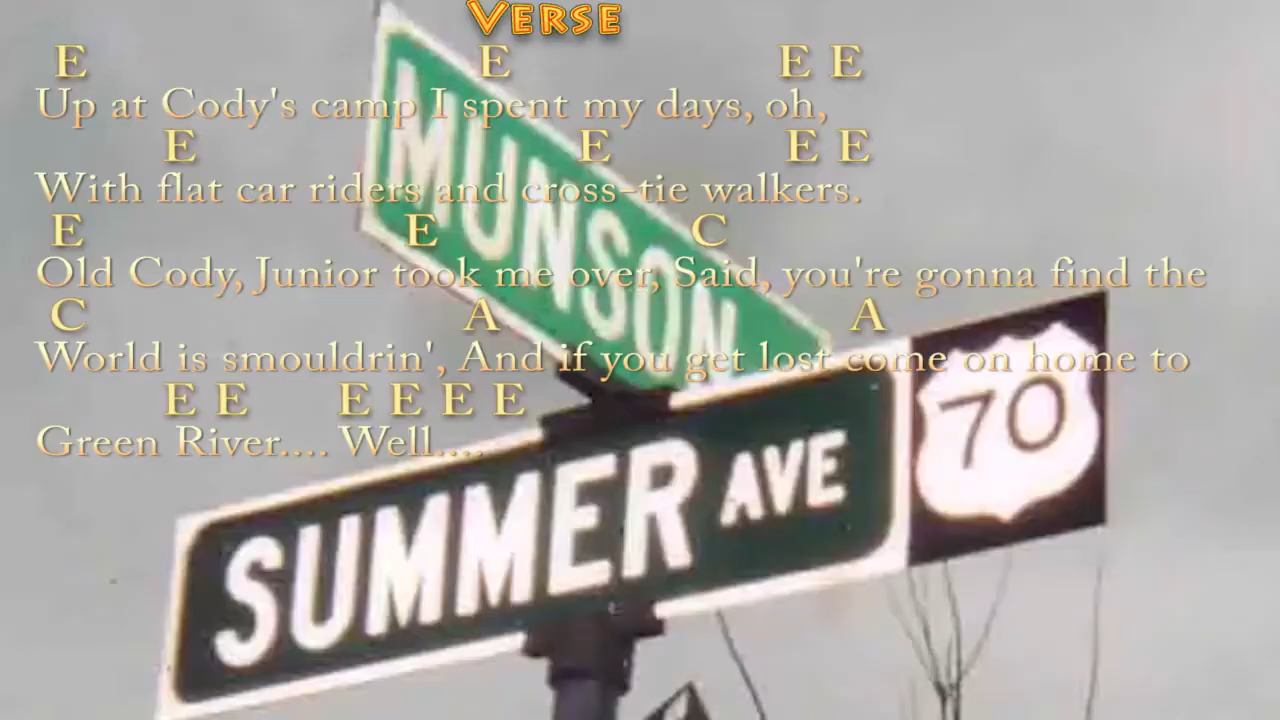 VERSE
E E E E
Up at Cody's camp I spent my days, oh,
E E E E
With flat car riders and cross-tie walkers.
E E C
Old Cody, Junior took me over, Said, you're gonna find the
C A A
World is smouldrin', And if you get lost come on home to
E E E E E E
Green River.... Well....
MUNSON
SUMMER AVE 70